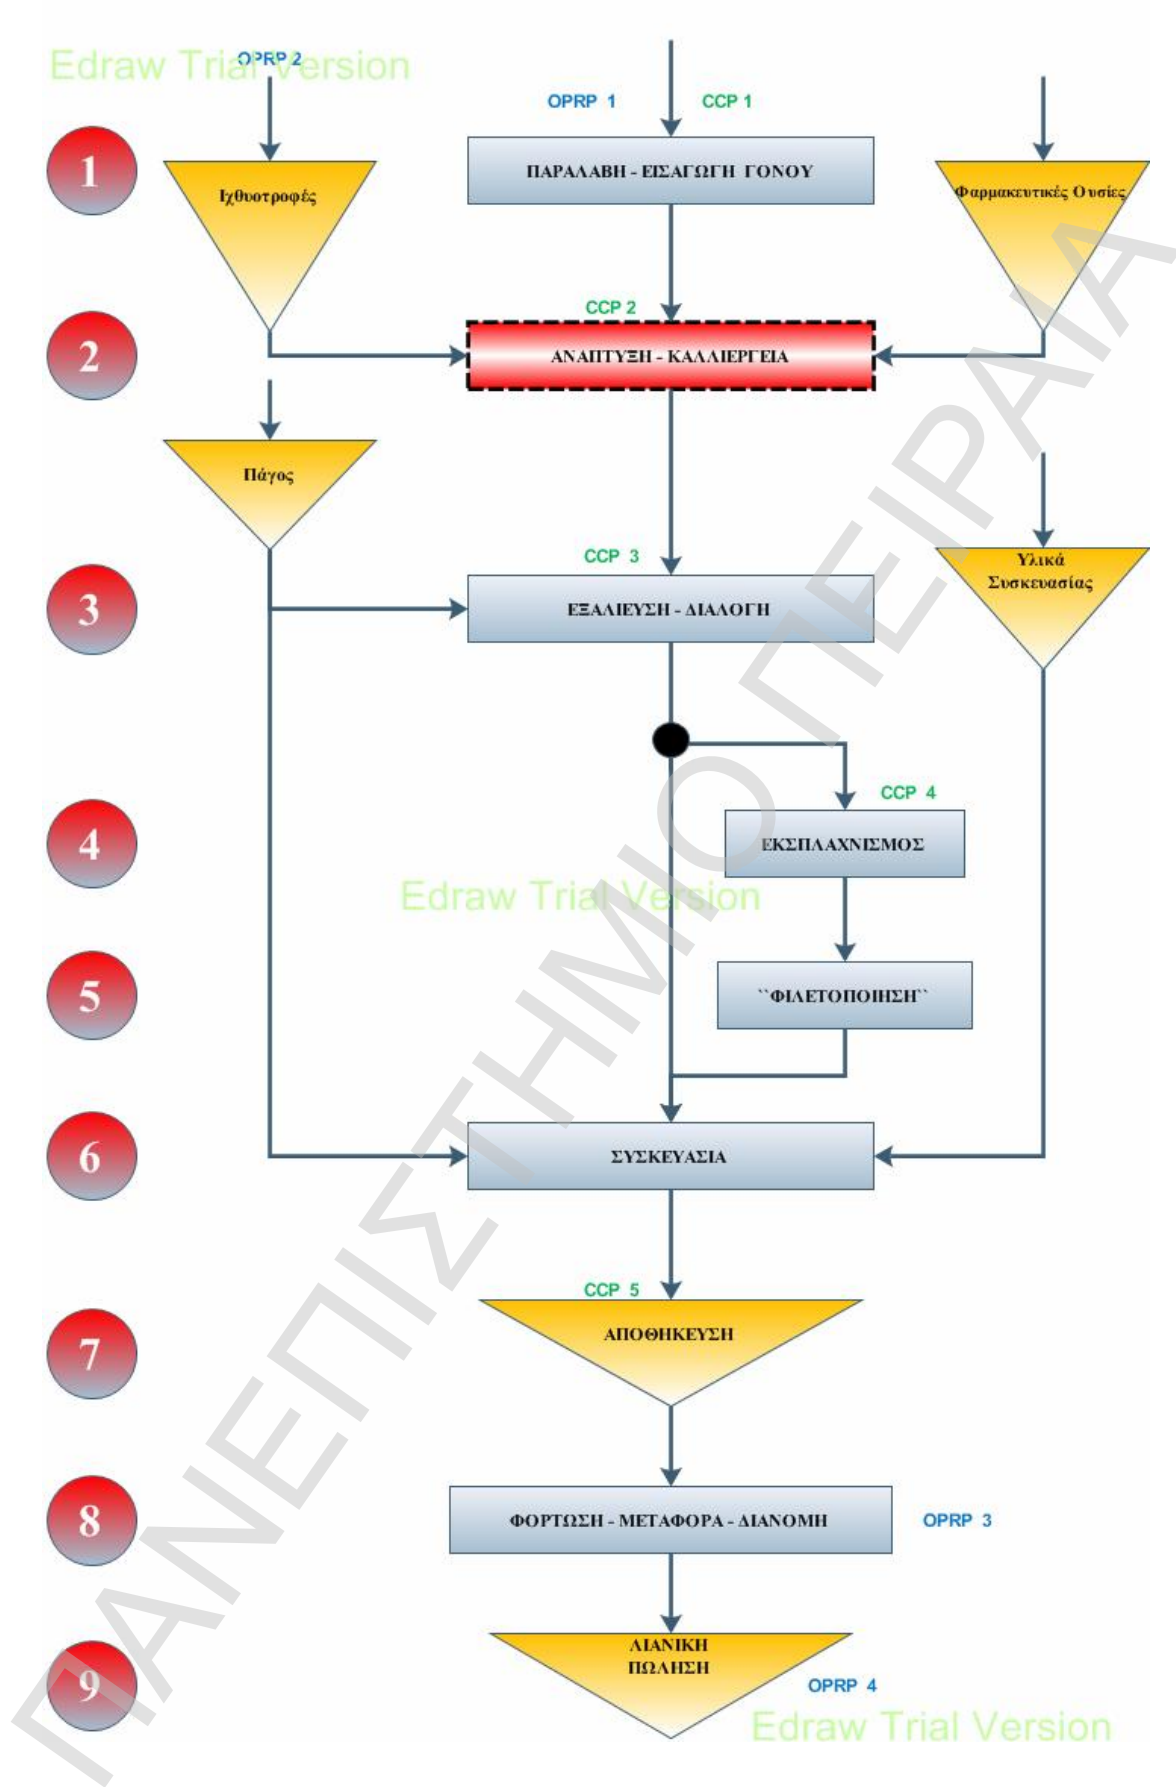 Edraw Trial Version
OPRP 2
OPRP 1
CCP 1
1
ΠΑΡΑΛΑΒΗ - ΕΙΣΑΓΩΓΗ ΓΟΝΟΥ
Ιχθυοτροφές
Φαρμακευτικές Ουσίες
CCP 2
2
ΑΝΑΠΤΥΞΗ - ΚΑΛΛΙΕΡΓΕΙΑ
Πάγος
CCP 3
Υλικά
Συσκευασίας
3
ΕΞΑΛΙΕΥΣΗ - ΔΙΑΛΟΓΗ
CCP 4
4
ΕΚΣΠΛΑΧΝΙΣΜΟΣ
Edraw Trial Version
5
``ΦΙΛΕΤΟΠΟΙΗΣΗ``
6
ΣΥΣΚΕΥΑΣΙΑ
CCP 5
7
ΑΠΟΘΗΚΕΥΣΗ
8
ΦΟΡΤΩΣΗ - ΜΕΤΑΦΟΡΑ - ΔΙΑΝΟΜΗ
OPRP 3
9
ΛΙΑΝΙΚΗ
ΠΩΛΗΣΗ
OPRP 4
Edraw Trial Version
ΠΑΝΕΠΙΣΤΗΜΙΟ ΠΕΙΡΑΙΑ